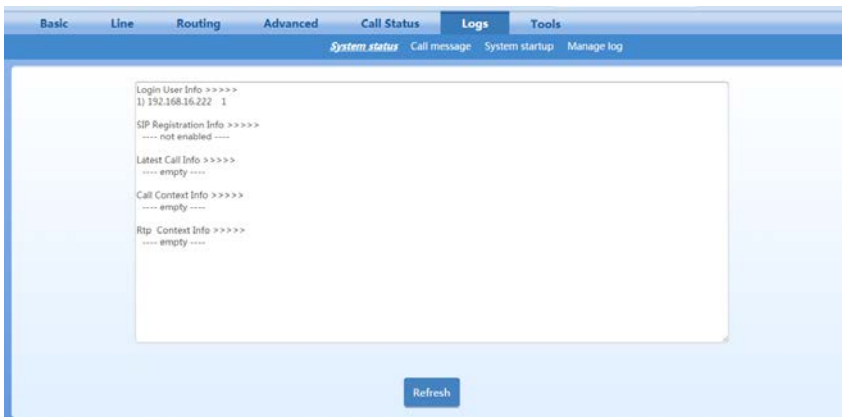 Basic Line Routing Advanced Call Status Logs Tools
System status Call message System startup Manage log
Login User Info >>>>>
1) 192.168.16.222 1
SIP Registration Info >>>>>
---- not enabled ----
Latest Call Info >>>>>
---- empty ----
Call Context Info >>>>>
---- empty ----
Rtp Context Info >>>>>
---- empty ----
Refresh